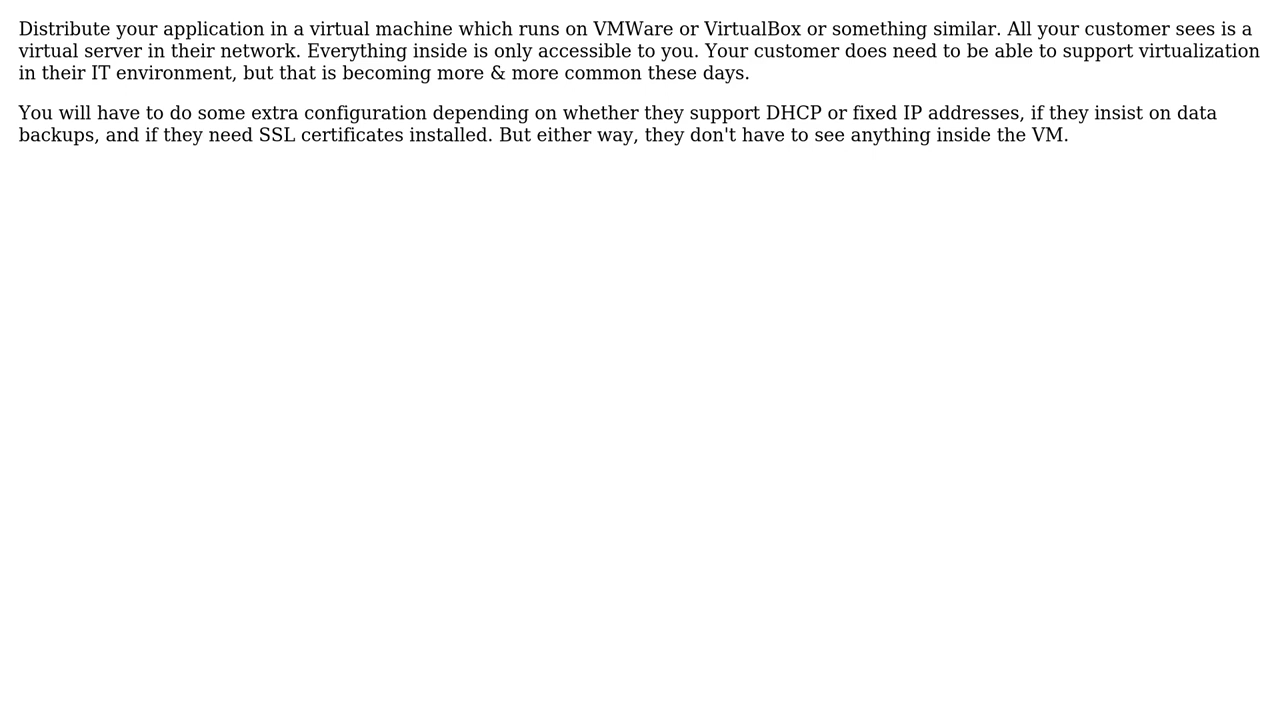 Distribute your application in a virtual machine which runs on VMWare or VirtualBox or something similar. All your customer sees is a
virtual server in their network. Everything inside is only accessible to you. Your customer does need to be able to support virtualization
in their IT environment, but that is becoming more & more common these days.
You will have to do some extra configuration depending on whether they support DHCP or fixed IP addresses, if they insist on data
backups, and if they need SSL certificates installed. But either way, they don't have to see anything inside the VM.